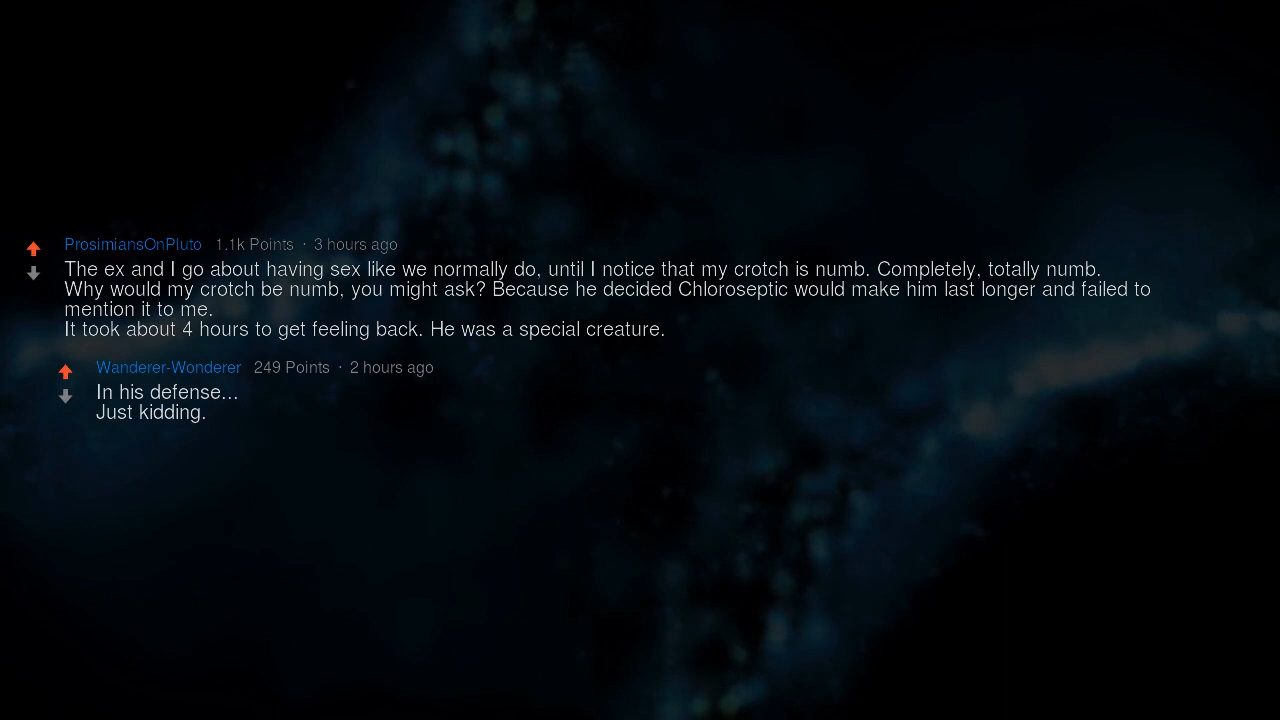 ProsimiansOnPluto 1.1k Points · 3 hours ago
The ex and I go about having sex like we normally do, until I notice that my crotch is numb. Completely, totally numb.
Why would my crotch be numb, you might ask? Because he decided Chloroseptic would make him last longer and failed to
mention it to me.
It took about 4 hours to get feeling back. He was a special creature.
Wanderer-Wonderer 249 Points · 2 hours ago
In his defense...
Just kidding.